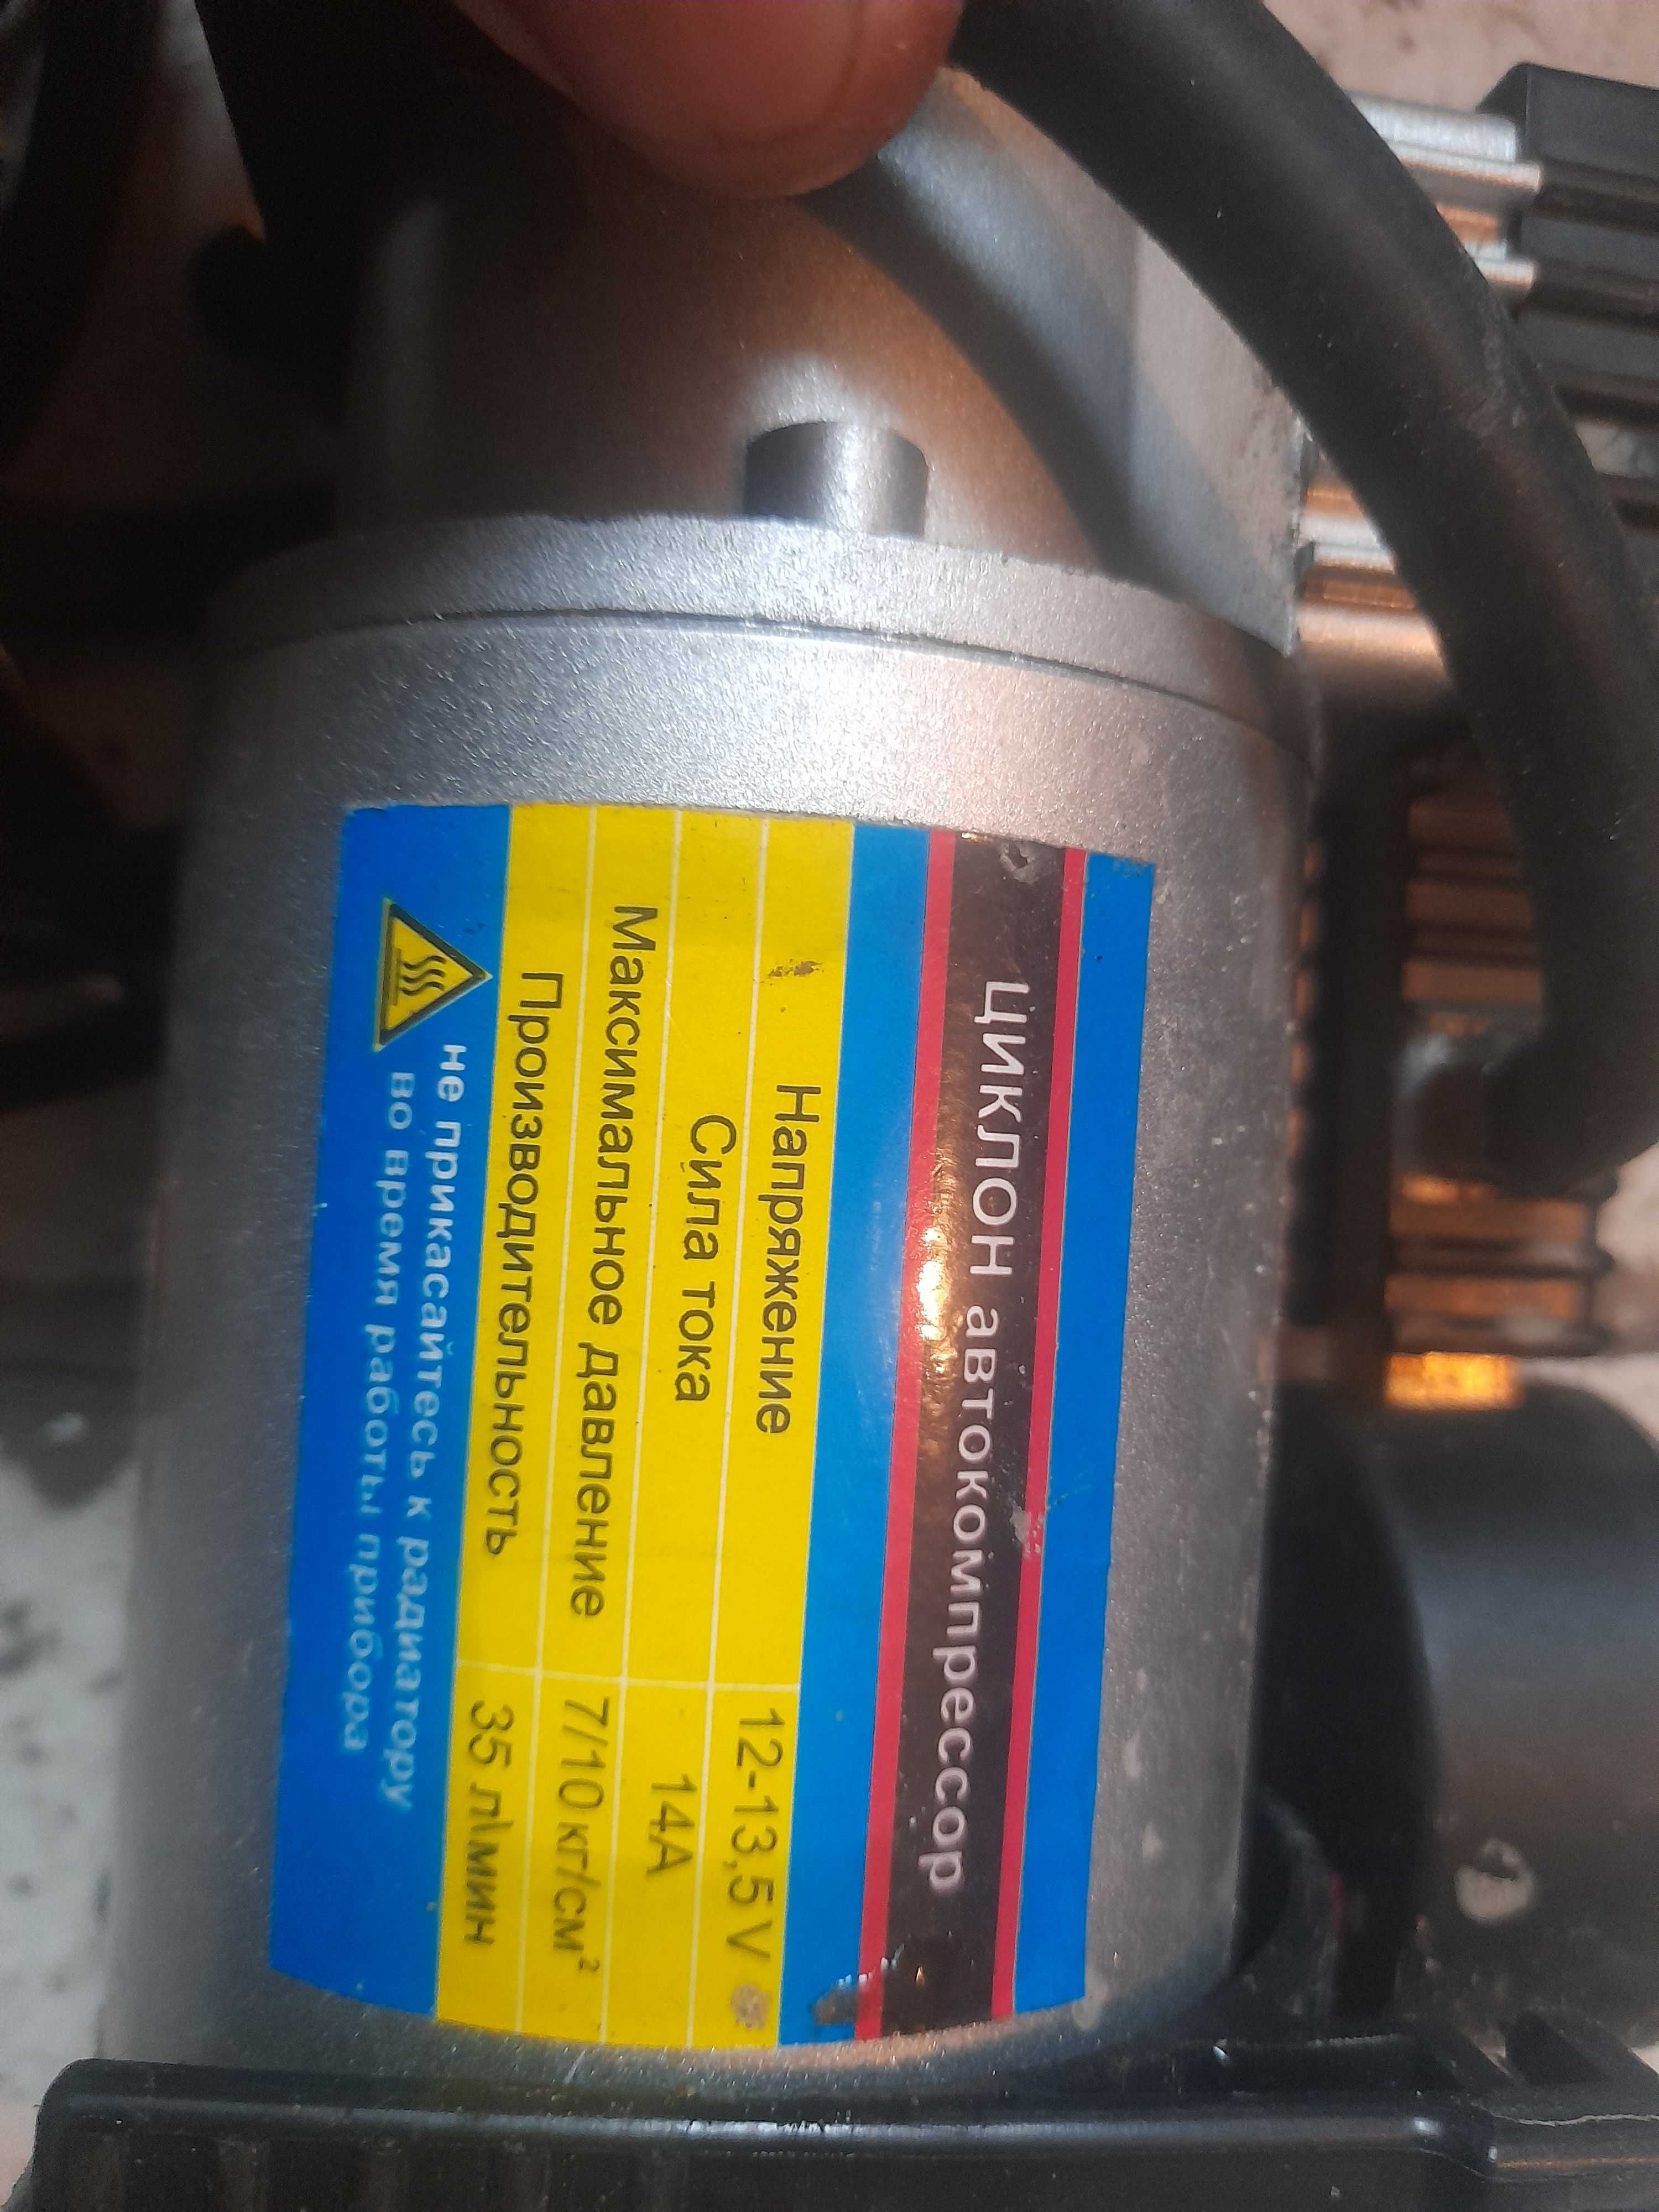 ЦИКЛОН автокомпрессор
Напряжение 12-13,5 V
Сила тока 14А
Максимальное давление 7/10 кг/см²
Производительность 35 л\мин
не прикасайтесь к радиатору
во время работы прибора